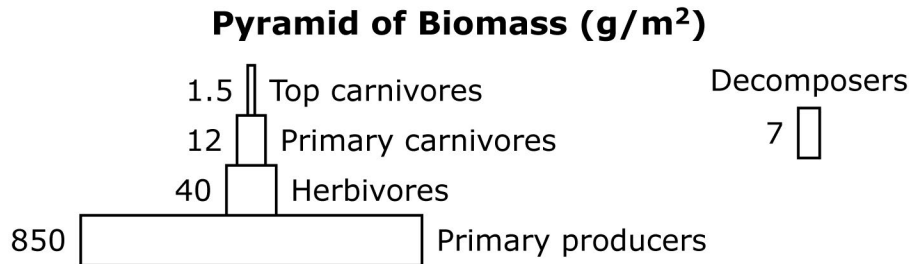 Pyramid of Biomass (g/m²)
1.5 Top carnivores
12 Primary carnivores
40 Herbivores
850 Primary producers
Decomposers
7